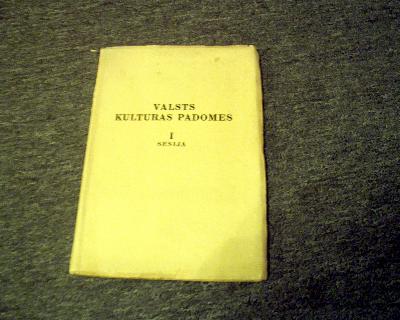 VALSTS
KULTURAS PADOMES
I
SESIJA